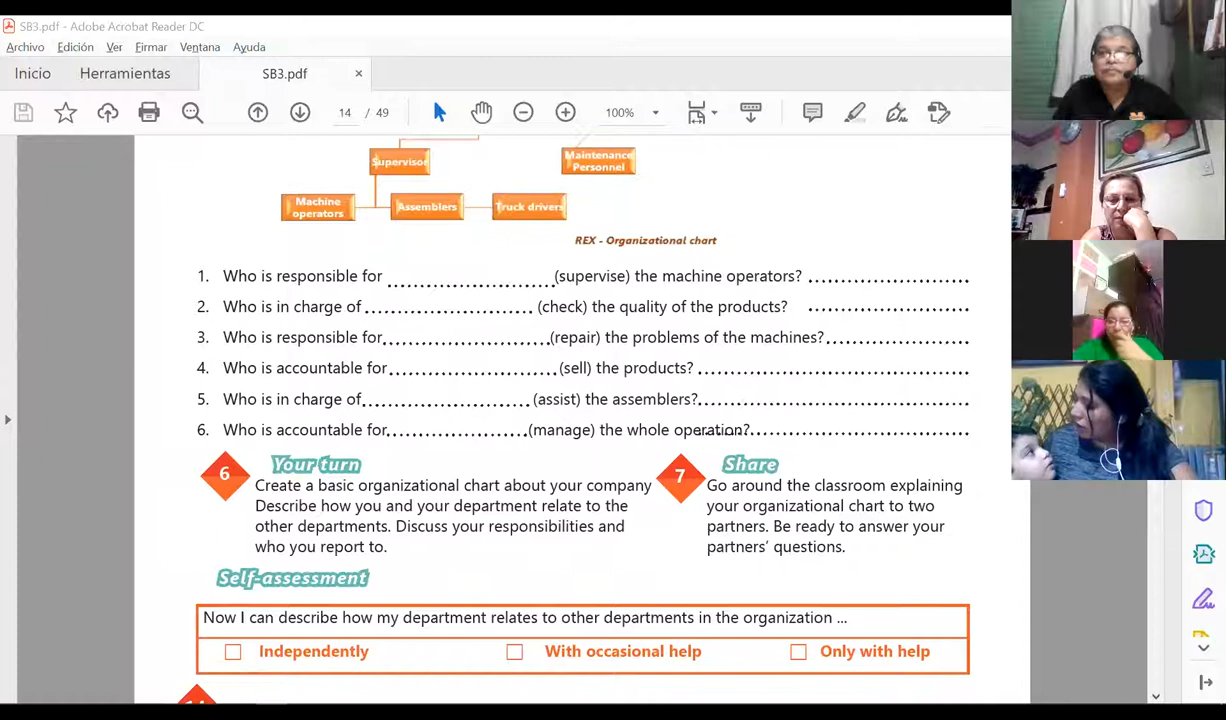 SB3.pdf - Adobe Acrobat Reader DC
Archivo Edición Ver Firmar Ventana Ayuda
Inicio Herramientas SB3.pdf ×
14 / 49 100%
Supervisor
Maintenance
Personnel
Machine
operators
Assemblers
Truck drivers
REX - Organizational chart
1. Who is responsible for ........................... (supervise) the machine operators? ..........................
2. Who is in charge of ........................... (check) the quality of the products? ..........................
3. Who is responsible for........................... (repair) the problems of the machines? .......................
4. Who is accountable for ........................... (sell) the products? ............................................
5. Who is in charge of ........................... (assist) the assemblers? ...........................................
6. Who is accountable for....................... (manage) the whole operation? ...................................
6 Your turn
Create a basic organizational chart about your company
Describe how you and your department relate to the
other departments. Discuss your responsibilities and
who you report to.
7 Share
Go around the classroom explaining
your organizational chart to two
partners. Be ready to answer your
partners' questions.
Self-assessment
Now I can describe how my department relates to other departments in the organization ...
Independently With occasional help Only with help